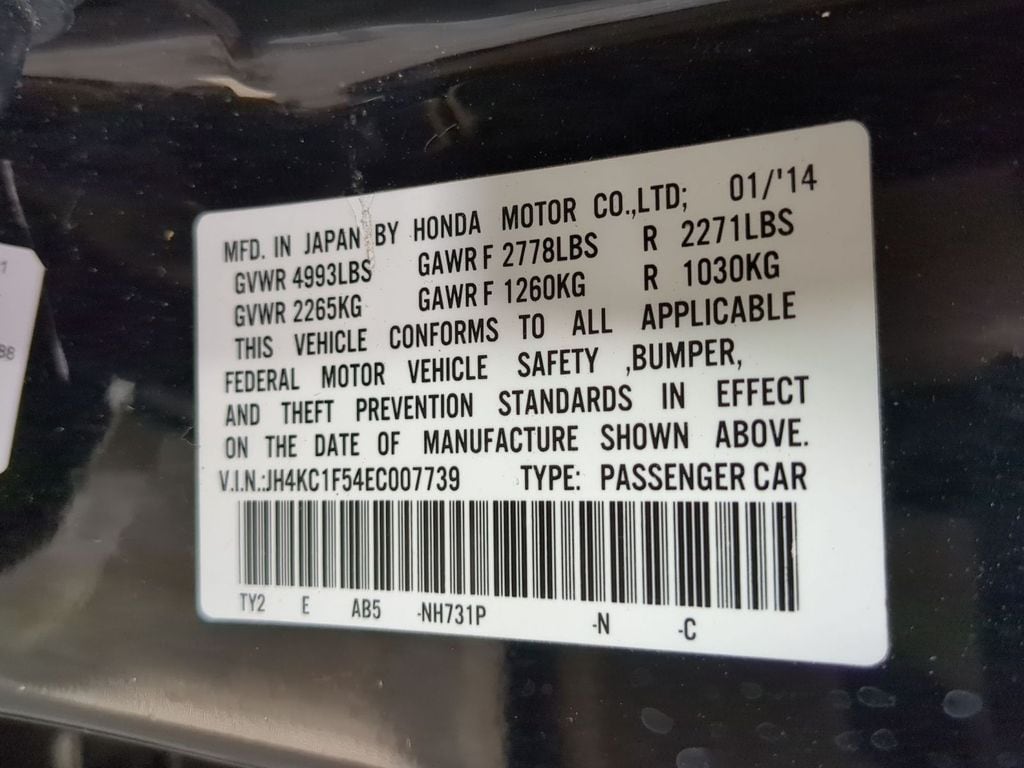 MFD. IN JAPAN BY HONDA MOTOR CO.,LTD; 01/'14
GVWR 4993LBS GAWR F 2778LBS R 2271LBS
GVWR 2265KG GAWR F 1260KG R 1030KG
THIS VEHICLE CONFORMS TO ALL APPLICABLE
FEDERAL MOTOR VEHICLE SAFETY ,BUMPER,
AND THEFT PREVENTION STANDARDS IN EFFECT
ON THE DATE OF MANUFACTURE SHOWN ABOVE.
V.I.N.:JH4KC1F54EC007739 TYPE: PASSENGER CAR
TY2 E AB5 -NH731P -N -C